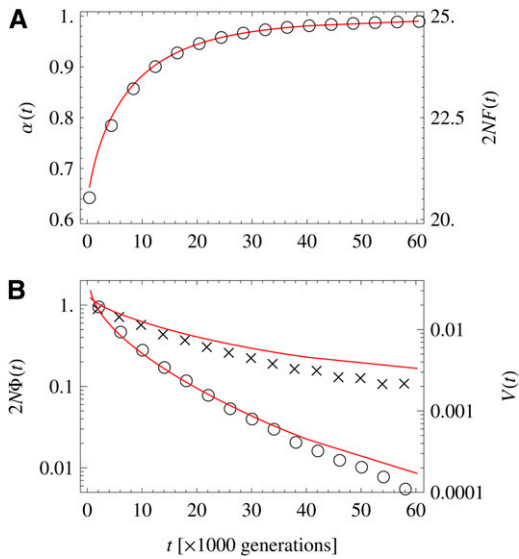 A
1.
0.9
0.8
0.7
0.6
α(t)
25.
22.5
20.
2NF(t)
0 10 20 30 40 50 60
B
1.
0.1
0.01
2NΦ(t)
0.01
0.001
0.0001
V(t)
0 10 20 30 40 50 60
t [×1000 generations]